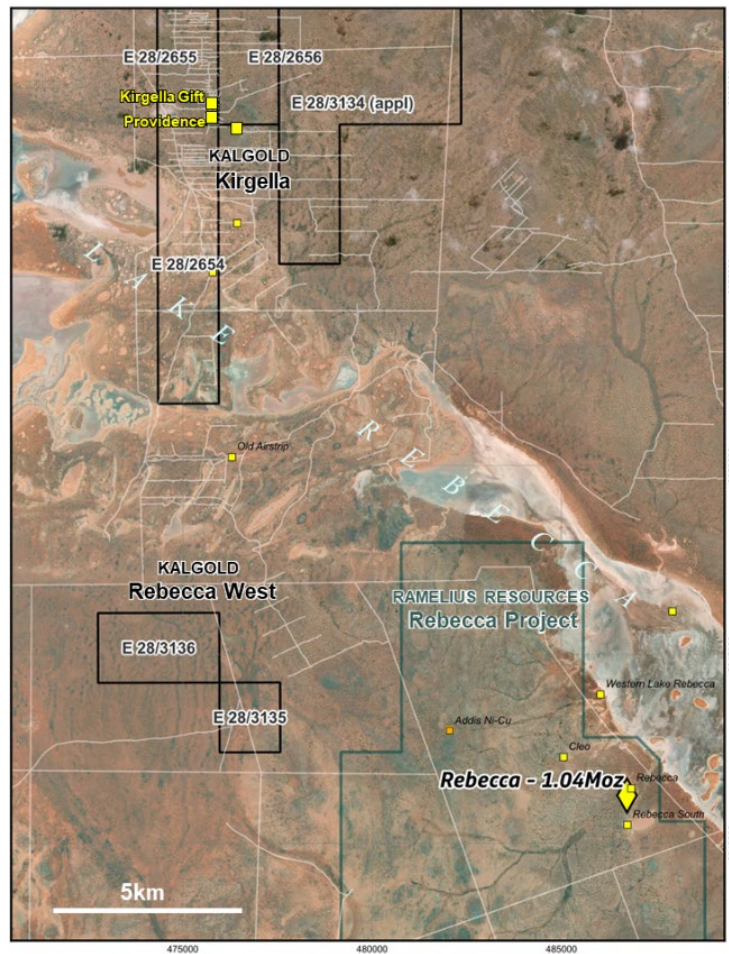 E 28/2655
E 28/2656
Kirgella Gift
E 28/3134 (appl)
Providence
KALGOLD
Kirgella
E 28/2654
LAKE
REBECCA
Old Airstrip
KALGOLD
Rebecca West
RAMELIUS RESOURCES
Rebecca Project
E 28/3136
E 28/3135
Western Lake Rebecca
Addis Ni-Cu
Cleo
Rebecca - 1.04Moz
Rebecca
Rebecca South
5km
475000
480000
485000